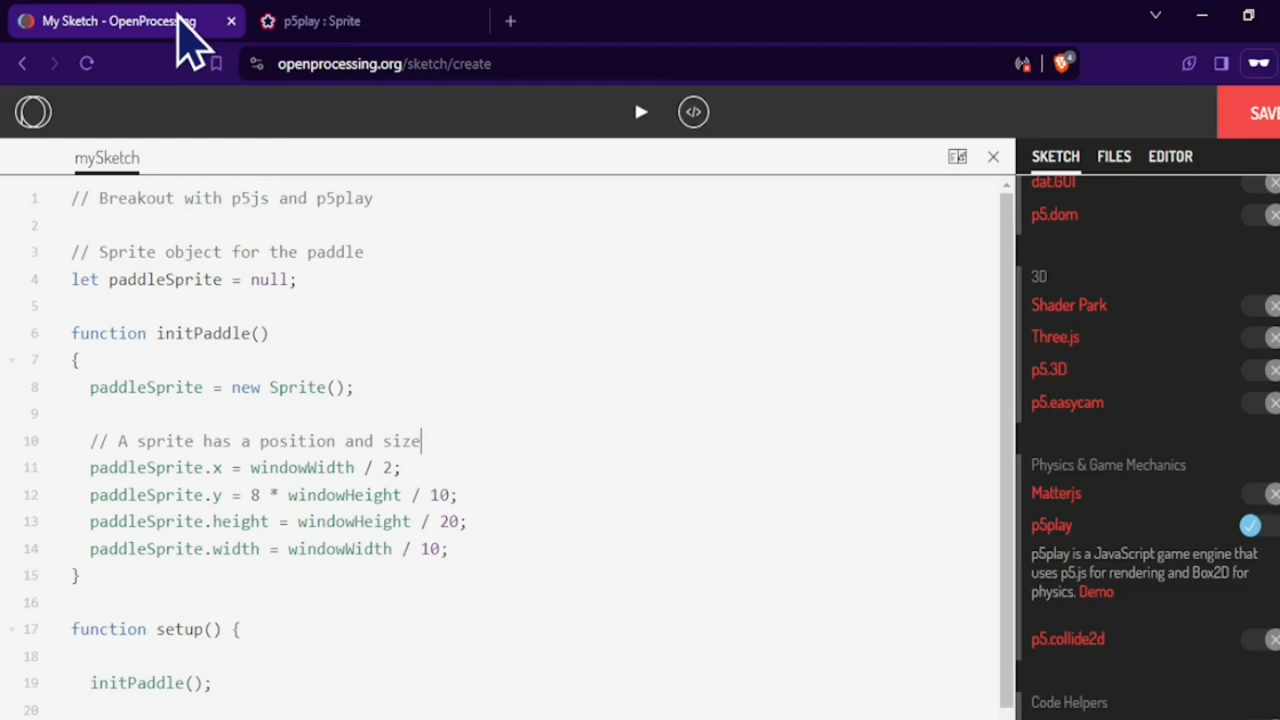 My Sketch - OpenProcessing
p5play : Sprite
openprocessing.org/sketch/create
4
</>
SAVE
mySketch
SKETCH FILES EDITOR
1 // Breakout with p5js and p5play
2
3 // Sprite object for the paddle
4 let paddleSprite = null;
5
6 function initPaddle()
7 {
8 paddleSprite = new Sprite();
9
10 // A sprite has a position and size
11 paddleSprite.x = windowWidth / 2;
12 paddleSprite.y = 8 * windowHeight / 10;
13 paddleSprite.height = windowHeight / 20;
14 paddleSprite.width = windowWidth / 10;
15 }
16
17 function setup() {
18
19 initPaddle();
20
dat.GUI
p5.dom
3D
Shader Park
Three.js
p5.3D
p5.easycam
Physics & Game Mechanics
Matterjs
p5play
p5play is a JavaScript game engine that
uses p5.js for rendering and Box2D for
physics. Demo
p5.collide2d
Code Helpers